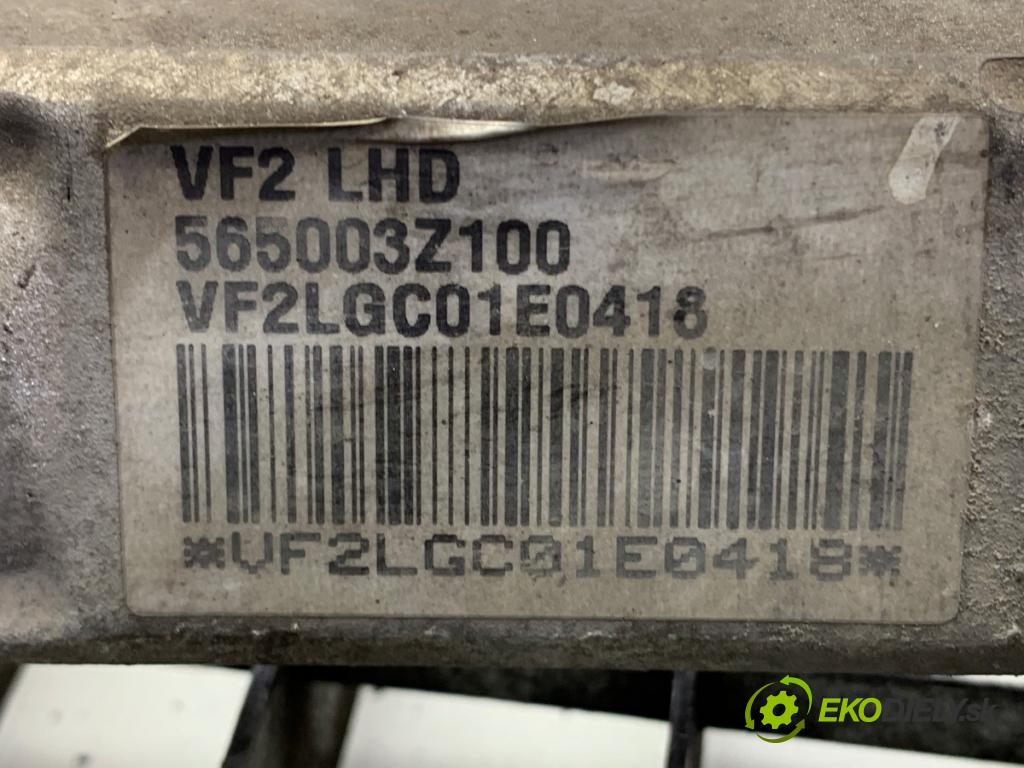 VF2 LHD
565003Z100
VF2LGC01E0418
*VF2LGC01E0418*
EKODIELY.sk